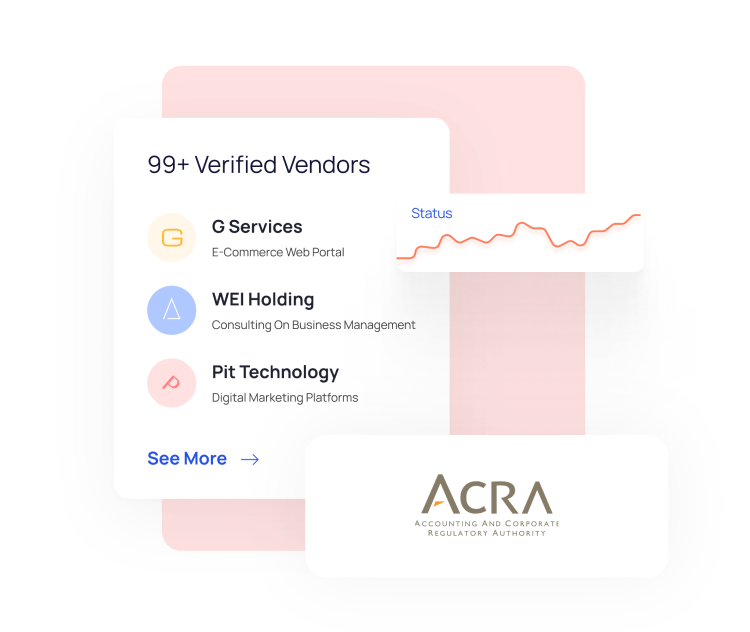 99+ Verified Vendors
Status
G Services
E-Commerce Web Portal
WEI Holding
Consulting On Business Management
Pit Technology
Digital Marketing Platforms
See More
ACRA
ACCOUNTING AND CORPORATE
REGULATORY AUTHORITY